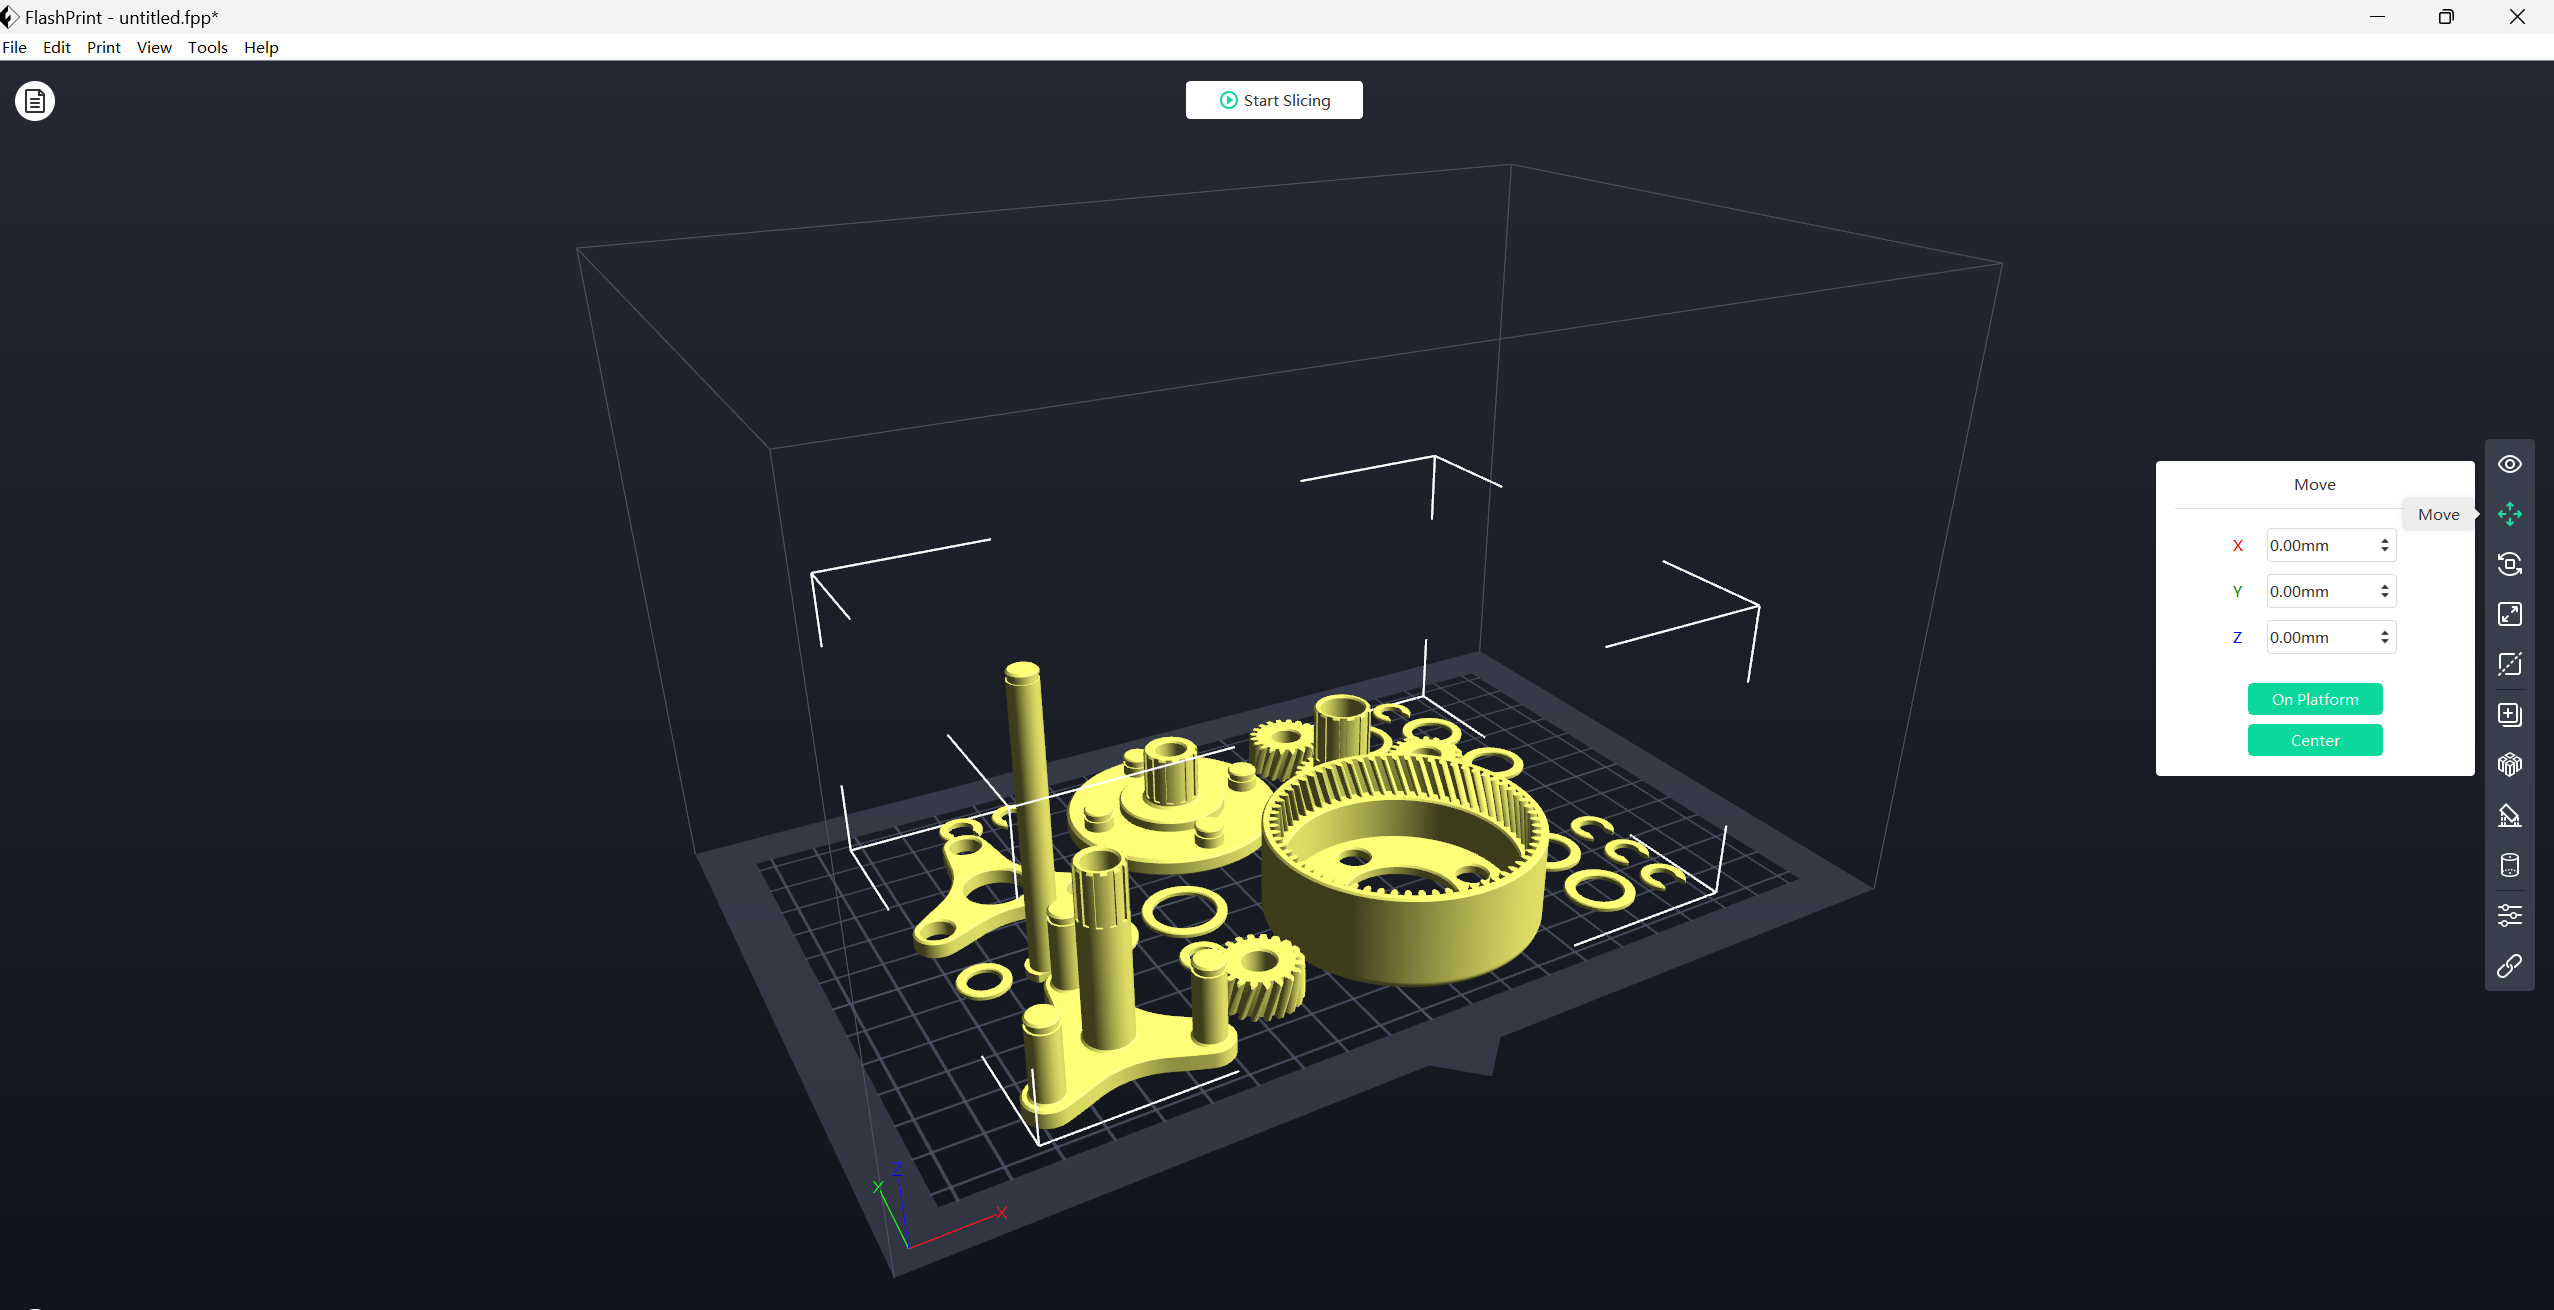 FlashPrint - untitled.fpp*
File Edit Print View Tools Help
Start Slicing
Move
Move
X 0.00mm
Y 0.00mm
Z 0.00mm
On Platform
Center
Z
Y
X